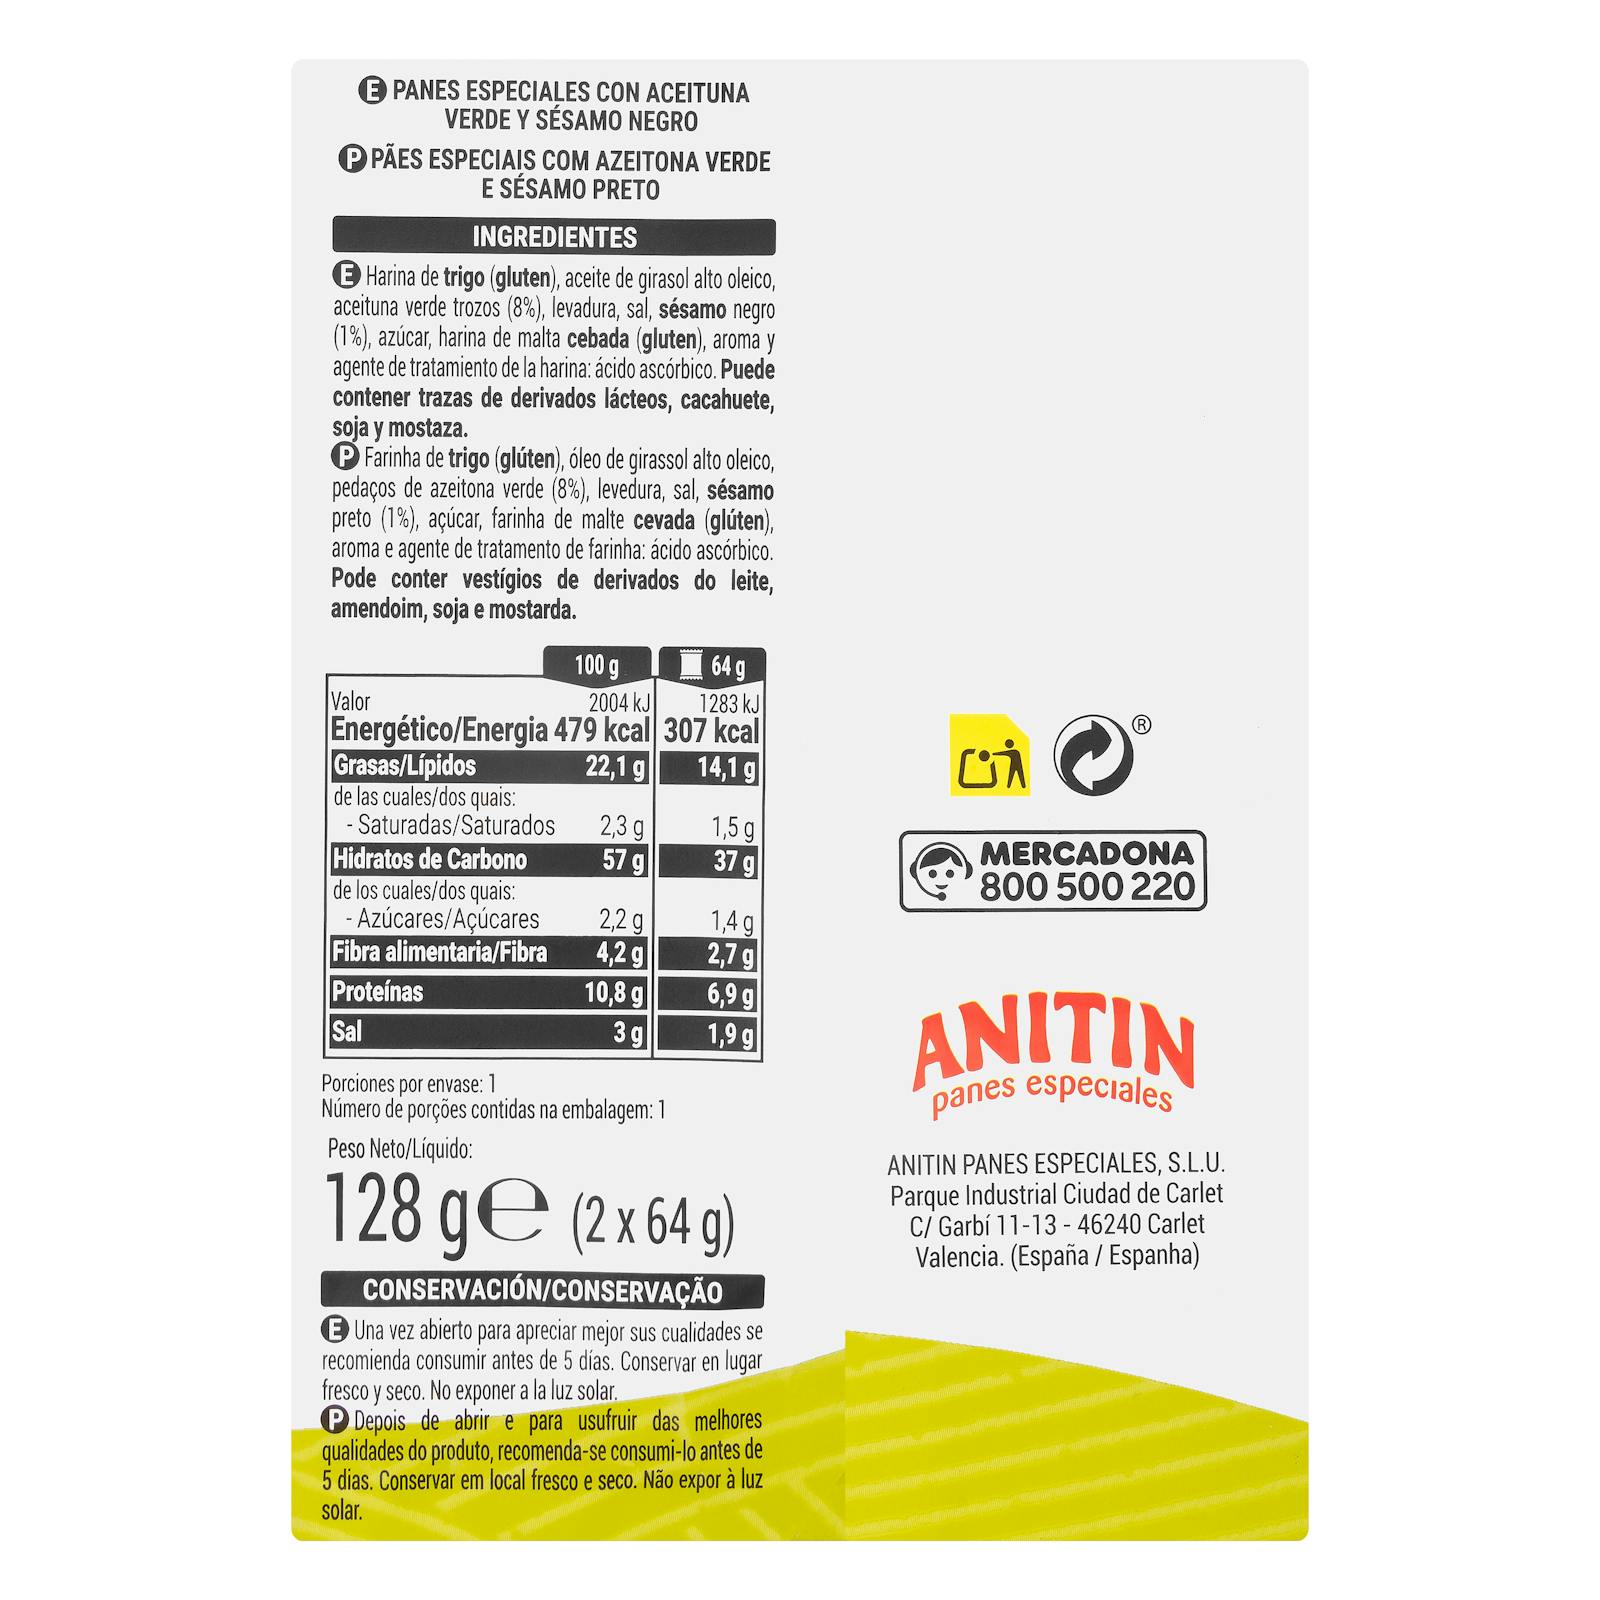 E PANES ESPECIALES CON ACEITUNA
VERDE Y SÉSAMO NEGRO
P PÃES ESPECIAIS COM AZEITONA VERDE
E SÉSAMO PRETO
INGREDIENTES
E Harina de trigo (gluten), aceite de girasol alto oleico,
aceituna verde trozos (8%), levadura, sal, sésamo negro
(1%), azúcar, harina de malta cebada (gluten), aroma y
agente de tratamiento de la harina: ácido ascórbico. Puede
contener trazas de derivados lácteos, cacahuete,
soja y mostaza.
P Farinha de trigo (glúten), óleo de girassol alto oleico,
pedaços de azeitona verde (8%), levedura, sal, sésamo
preto (1%), açúcar, farinha de malte cevada (glúten),
aroma e agente de tratamento de farinha: ácido ascórbico.
Pode conter vestígios de derivados do leite,
amendoim, soja e mostarda.
100 g 64 g
Valor 2004 kJ 1283 kJ
Energético/Energia 479 kcal 307 kcal
Grasas/Lípidos 22,1 g 14,1 g
de las cuales/dos quais:
- Saturadas/Saturados 2,3 g 1,5 g
Hidratos de Carbono 57 g 37 g
de los cuales/dos quais:
- Azúcares/Açúcares 2,2 g 1,4 g
Fibra alimentaria/Fibra 4,2 g 2,7 g
Proteínas 10,8 g 6,9 g
Sal 3 g 1,9 g
Porciones por envase: 1
Número de porções contidas na embalagem: 1
Peso Neto/Líquido:
128 g e (2 x 64 g)
CONSERVACIÓN/CONSERVAÇÃO
E Una vez abierto para apreciar mejor sus cualidades se
recomienda consumir antes de 5 días. Conservar en lugar
fresco y seco. No exponer a la luz solar.
P Depois de abrir e para usufruir das melhores
qualidades do produto, recomenda-se consumi-lo antes de
5 dias. Conservar em local fresco e seco. Não expor à luz
solar.
®
MERCADONA
800 500 220
ANITIN
panes especiales
ANITIN PANES ESPECIALES, S.L.U.
Parque Industrial Ciudad de Carlet
C/ Garbí 11-13 - 46240 Carlet
Valencia. (España / Espanha)